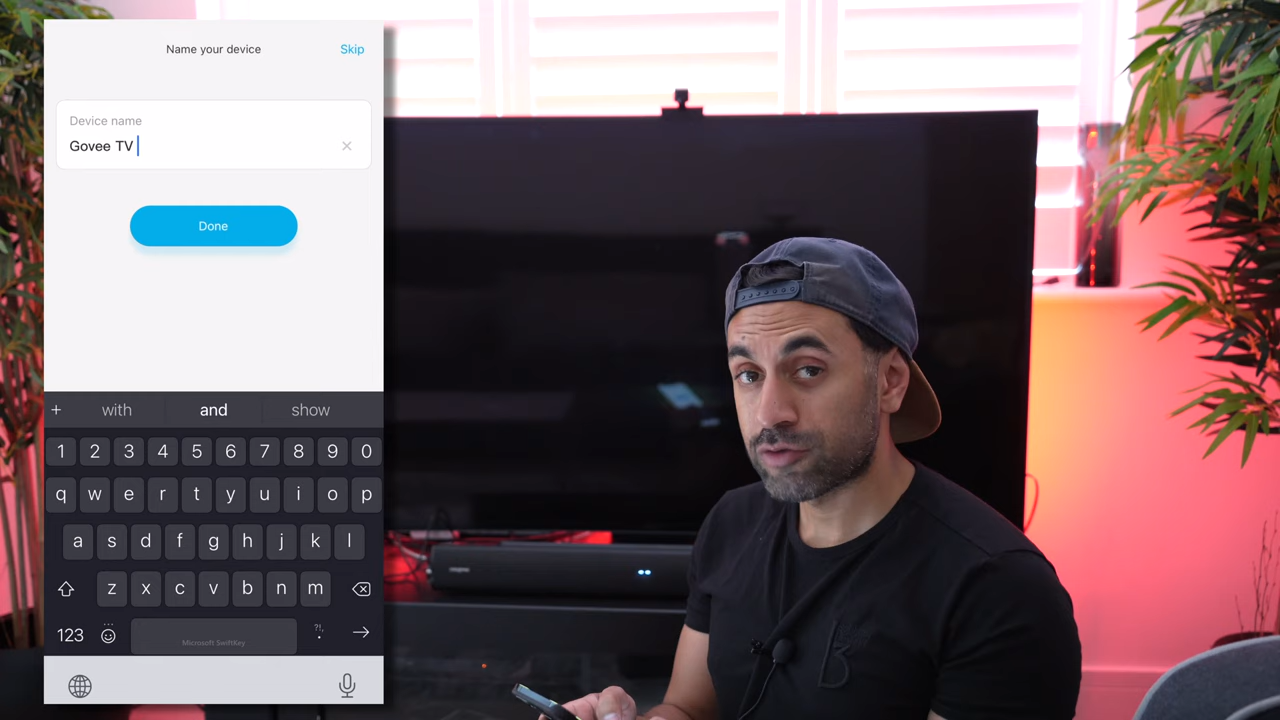 Name your device
Skip
Device name
Govee TV
Done
+ with and show
1 2 3 4 5 6 7 8 9 0
q w e r t y u i o p
a s d f g h j k l
z x c v b n m
123 ?!,.
Microsoft SwiftKey
B